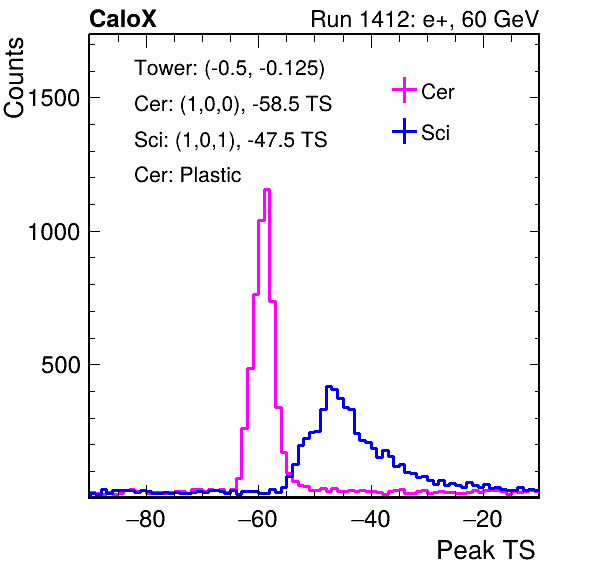 CaloX Run 1412: e+, 60 GeV
Counts
Tower: (-0.5, -0.125)
Cer: (1,0,0), -58.5 TS
Sci: (1,0,1), -47.5 TS
Cer: Plastic
Cer
Sci
1500
1000
500
−80 −60 −40 −20
Peak TS